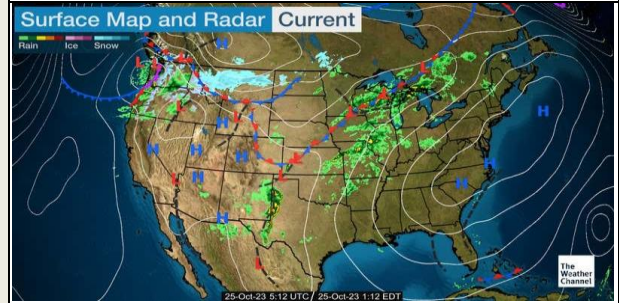 Surface Map and Radar Current
Rain Ice Snow
H
L
L
L
L
H
L
L
H
H
H
H
H
L
L
L
H
H
H
H
L
The
Weather
Channel
25-Oct-23 5:12 UTC / 25-Oct-23 1:12 EDT